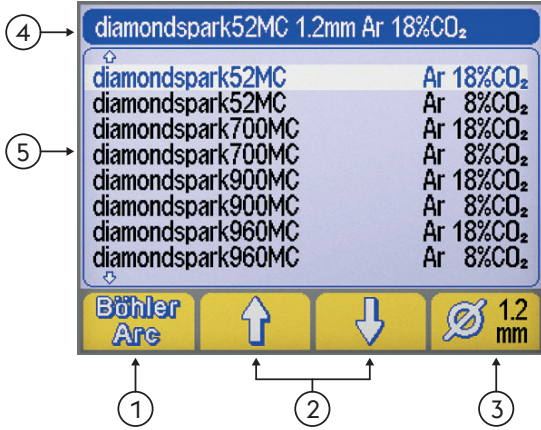 4
diamondspark52MC 1.2mm Ar 18%CO₂
5
diamondspark52MC Ar 18%CO₂
diamondspark52MC Ar 8%CO₂
diamondspark700MC Ar 18%CO₂
diamondspark700MC Ar 8%CO₂
diamondspark900MC Ar 18%CO₂
diamondspark900MC Ar 8%CO₂
diamondspark960MC Ar 18%CO₂
diamondspark960MC Ar 8%CO₂
Böhler
Arc
1.2
mm
1
2
3